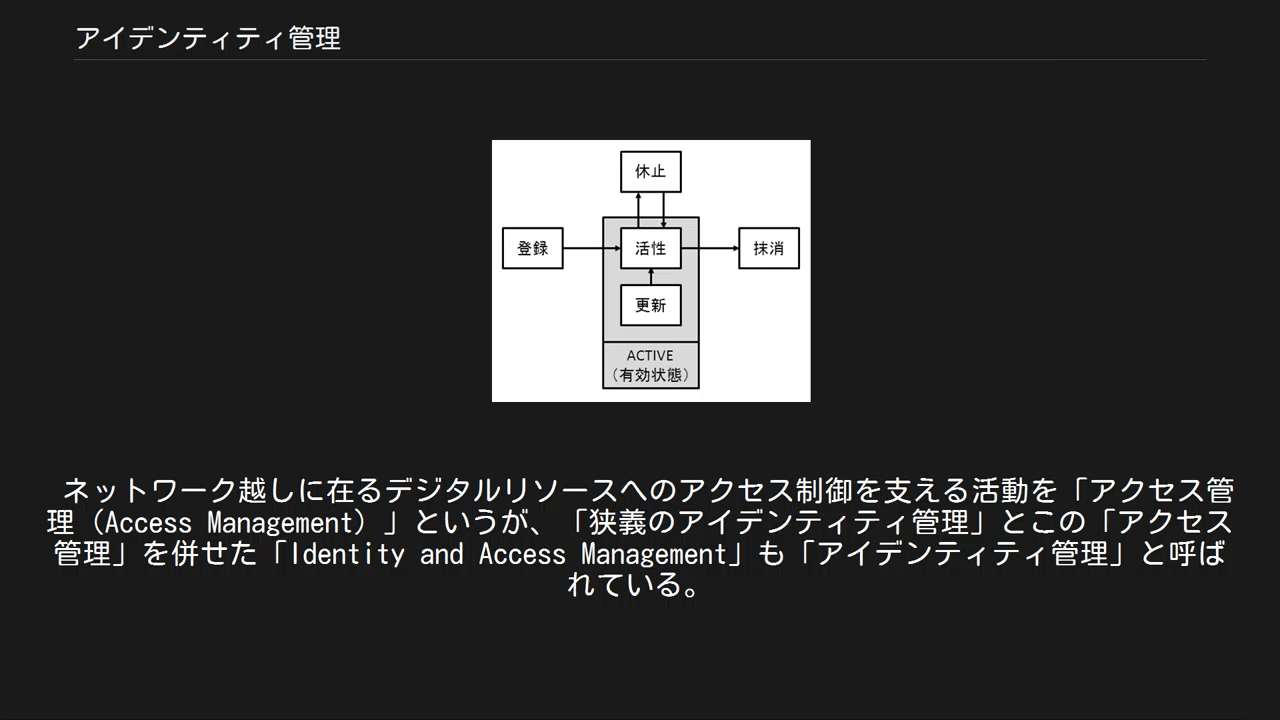 アイデンティティ管理
休止
登録
活性
抹消
更新
ACTIVE
（有効状態）
ネットワーク越しに在るデジタルリソースへのアクセス制御を支える活動を「アクセス管
理（Access Management）」というが、「狭義のアイデンティティ管理」とこの「アクセス
管理」を併せた「Identity and Access Management」も「アイデンティティ管理」と呼ば
れている。